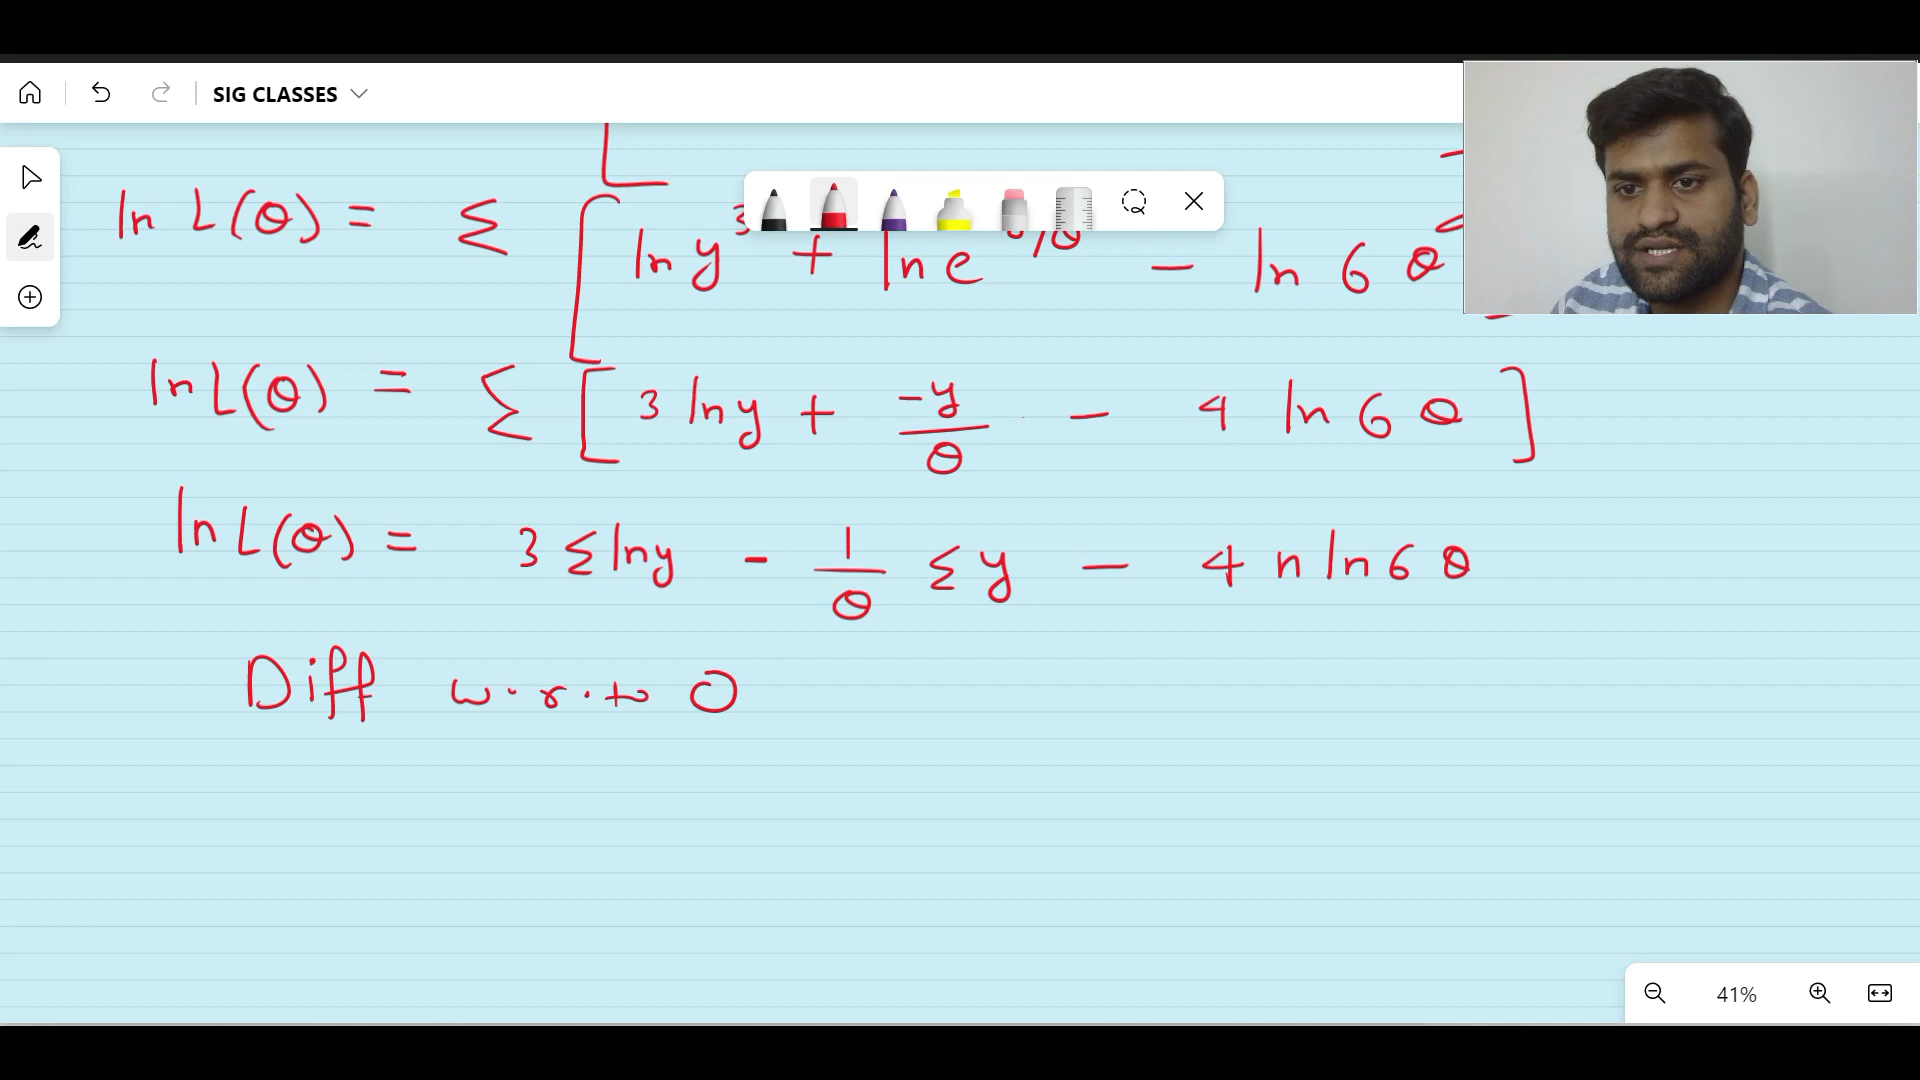 SIG CLASSES
ln L(θ) = Σ [ ln y³ + ln e /θ − ln 6 θ
ln L(θ) = Σ [ 3 ln y + -y/θ − 4 ln 6 θ ]
ln L(θ) = 3 Σ ln y - 1/θ Σ y − 4 n ln 6 θ
Diff w.r.to O
41%